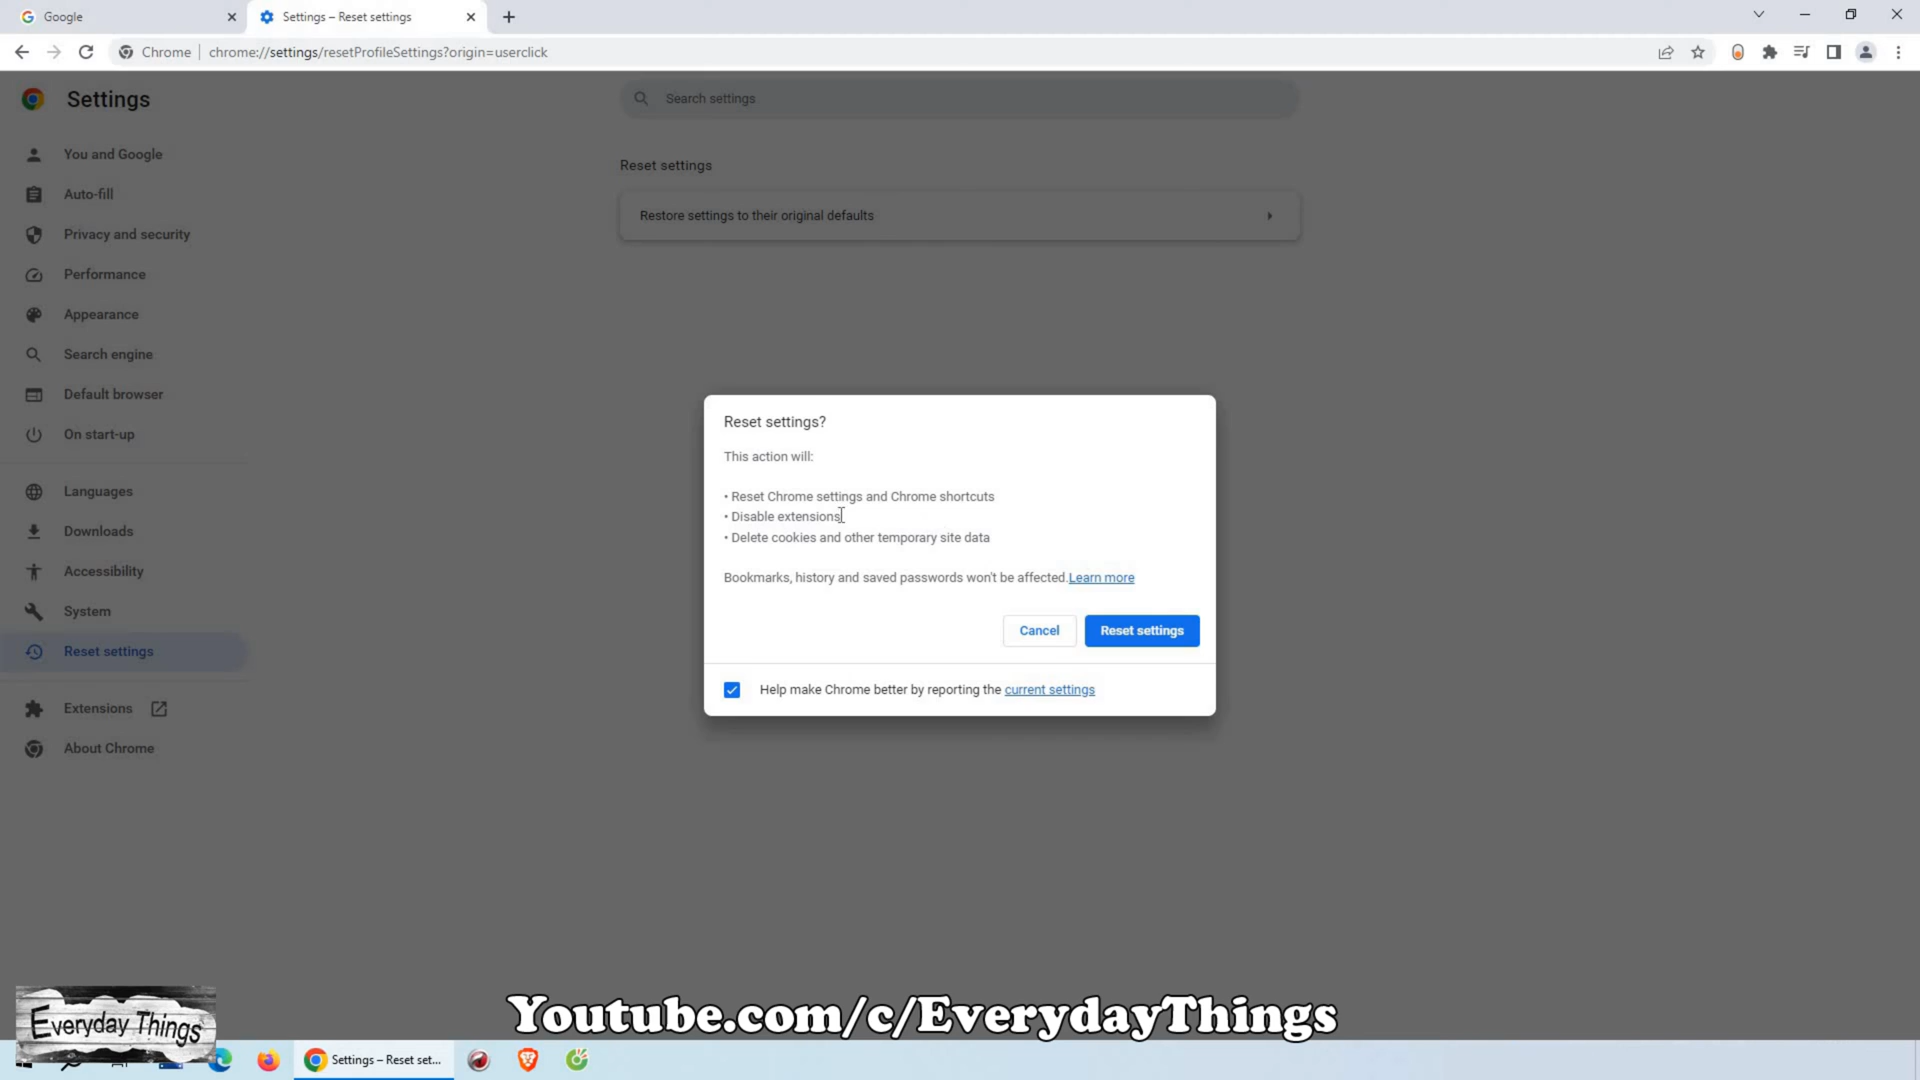 Google
Settings – Reset settings
Chrome
chrome://settings/resetProfileSettings?origin=userclick
Settings
Search settings
You and Google
Auto-fill
Privacy and security
Performance
Appearance
Search engine
Default browser
On start-up
Languages
Downloads
Accessibility
System
Reset settings
Extensions
About Chrome
Reset settings
Restore settings to their original defaults
Reset settings?
This action will:
• Reset Chrome settings and Chrome shortcuts
• Disable extensions
• Delete cookies and other temporary site data
Bookmarks, history and saved passwords won't be affected.Learn more
Cancel
Reset settings
Help make Chrome better by reporting the current settings
Everyday Things
Youtube.com/c/EverydayThings
Settings – Reset set...